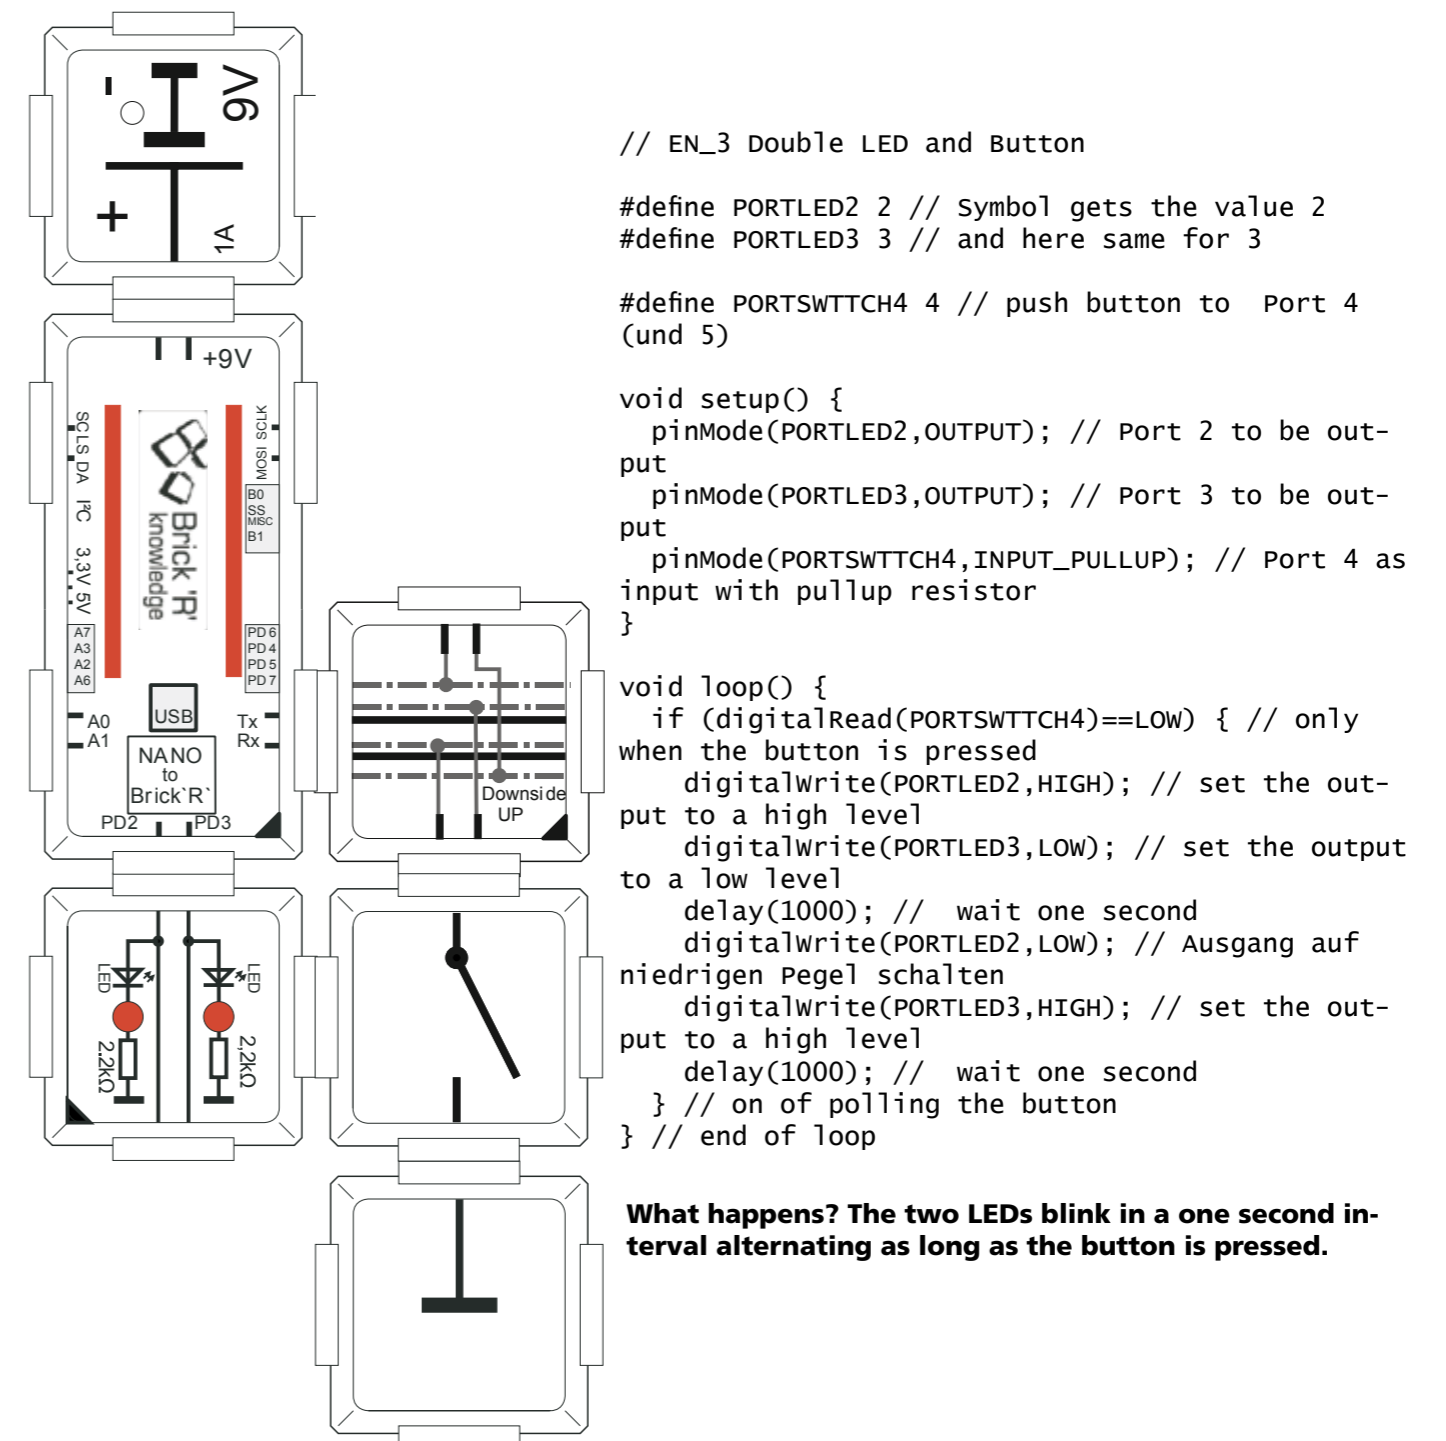 -
9V
+
1A
+9V
SCL SDA I²C 3,3V 5V
MOSI SCLK
B0
SS
MISC
B1
Brick 'R'
knowledge
A7
A3
A2
A6
PD 6
PD 4
PD 5
PD 7
USB
A0
A1
Tx
Rx
NANO
to
Brick`R`
PD2
PD3
Downside
UP
LED
LED
2.2kΩ
2,2kΩ
// EN_3 Double LED and Button
#define PORTLED2 2 // Symbol gets the value 2
#define PORTLED3 3 // and here same for 3
#define PORTSWTTCH4 4 // push button to  Port 4
(und 5)
void setup() {
  pinMode(PORTLED2,OUTPUT); // Port 2 to be out-
put
  pinMode(PORTLED3,OUTPUT); // Port 3 to be out-
put
  pinMode(PORTSWTTCH4,INPUT_PULLUP); // Port 4 as
input with pullup resistor
}
void loop() {
  if (digitalRead(PORTSWTTCH4)==LOW) { // only
when the button is pressed
    digitalWrite(PORTLED2,HIGH); // set the out-
put to a high level
    digitalWrite(PORTLED3,LOW); // set the output
to a low level
    delay(1000); //  wait one second
    digitalWrite(PORTLED2,LOW); // Ausgang auf
niedrigen Pegel schalten
    digitalWrite(PORTLED3,HIGH); // set the out-
put to a high level
    delay(1000); //  wait one second
  } // on of polling the button
} // end of loop
What happens? The two LEDs blink in a one second in-
terval alternating as long as the button is pressed.